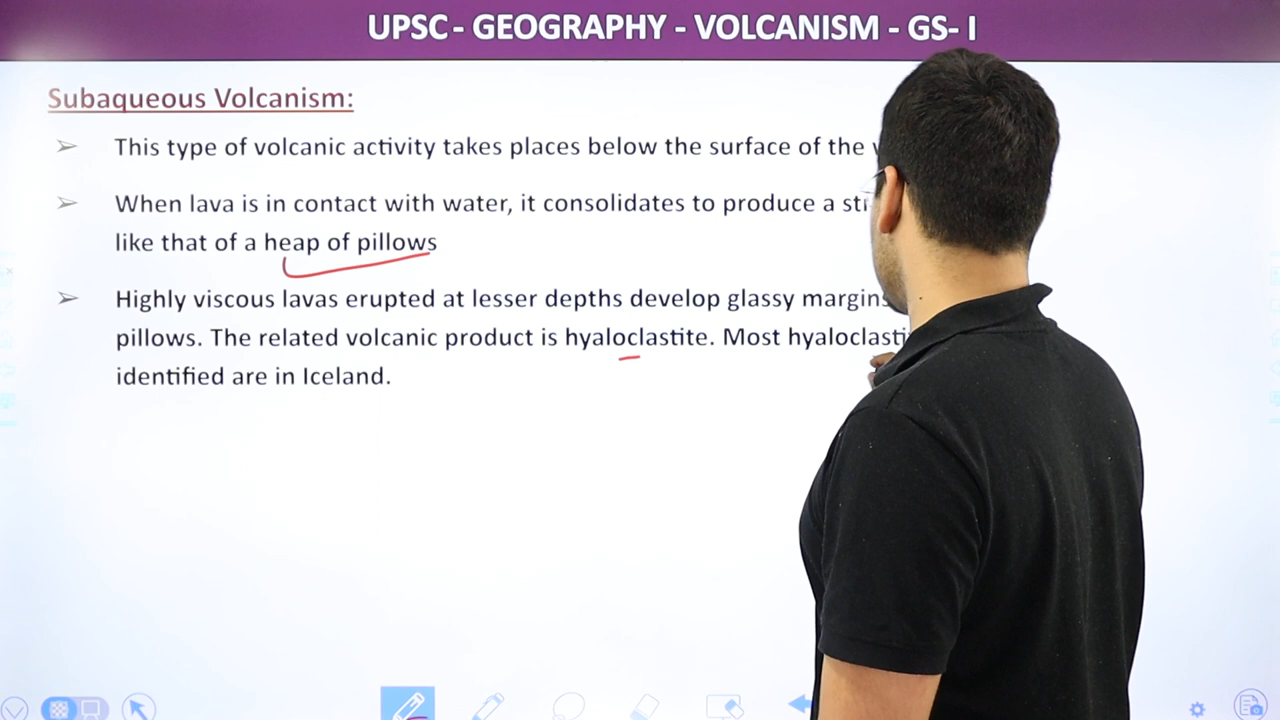 UPSC - GEOGRAPHY - VOLCANISM - GS- I
Subaqueous Volcanism:
➢ This type of volcanic activity takes places below the surface of the
➢ When lava is in contact with water, it consolidates to produce a
like that of a heap of pillows
➢ Highly viscous lavas erupted at lesser depths develop glassy margins
pillows. The related volcanic product is hyaloclastite. Most
identified are in Iceland.